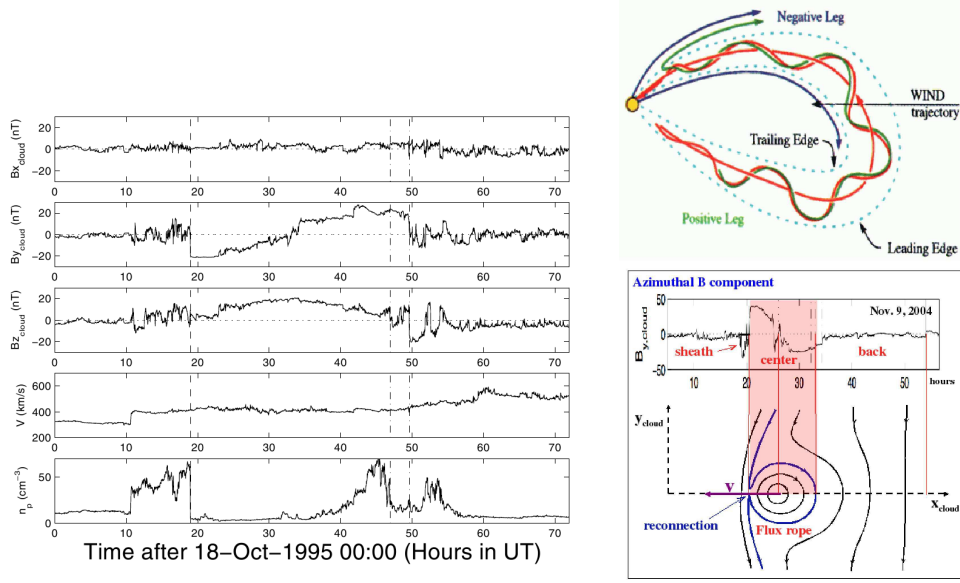 Bx_cloud (nT)
20
0
−20
0 10 20 30 40 50 60 70
By_cloud (nT)
20
0
−20
0 10 20 30 40 50 60 70
Bz_cloud (nT)
20
0
−20
0 10 20 30 40 50 60 70
V (km/s)
600
400
200
0 10 20 30 40 50 60 70
n_p (cm^−3)
50
0
0 10 20 30 40 50 60 70
Time after 18−Oct−1995 00:00 (Hours in UT)
Negative Leg
WIND
trajectory
Trailing Edge
Positive Leg
Leading Edge
Azimuthal B component
B_y,cloud
50
0
-50
Nov. 9, 2004
sheath
center
back
10 20 30 40 50 hours
y_cloud
V
x_cloud
reconnection
Flux rope